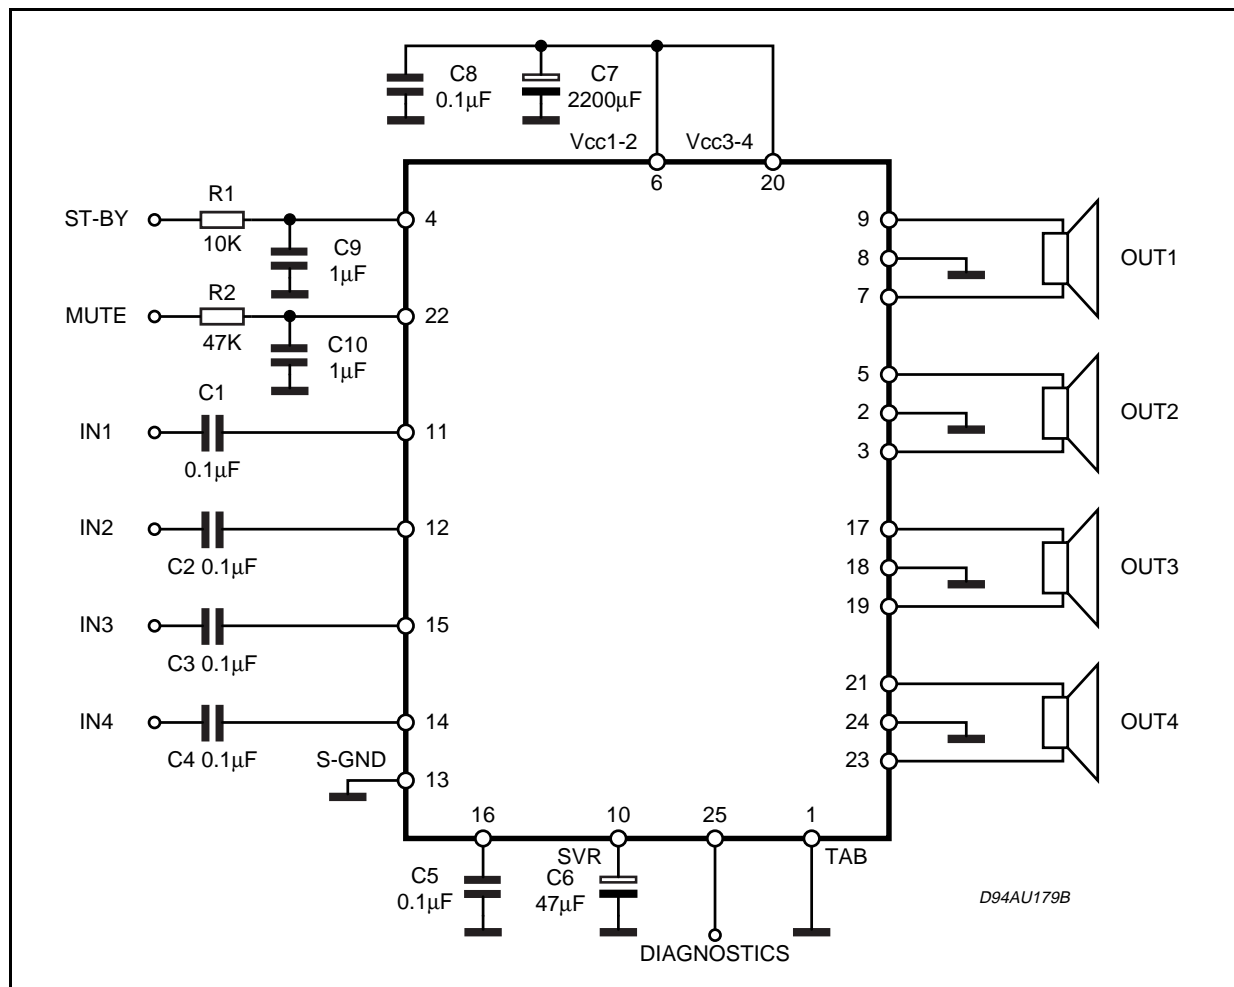 C8
0.1µF
C7
2200µF
Vcc1-2
Vcc3-4
6
20
ST-BY
R1
10K
4
C9
1µF
MUTE
R2
47K
22
C10
1µF
IN1
C1
0.1µF
11
IN2
C2 0.1µF
12
IN3
C3 0.1µF
15
IN4
C4 0.1µF
14
S-GND
13
9
8
7
OUT1
5
2
3
OUT2
17
18
19
OUT3
21
24
23
OUT4
16
10
25
1
SVR
TAB
C5
0.1µF
C6
47µF
DIAGNOSTICS
D94AU179B